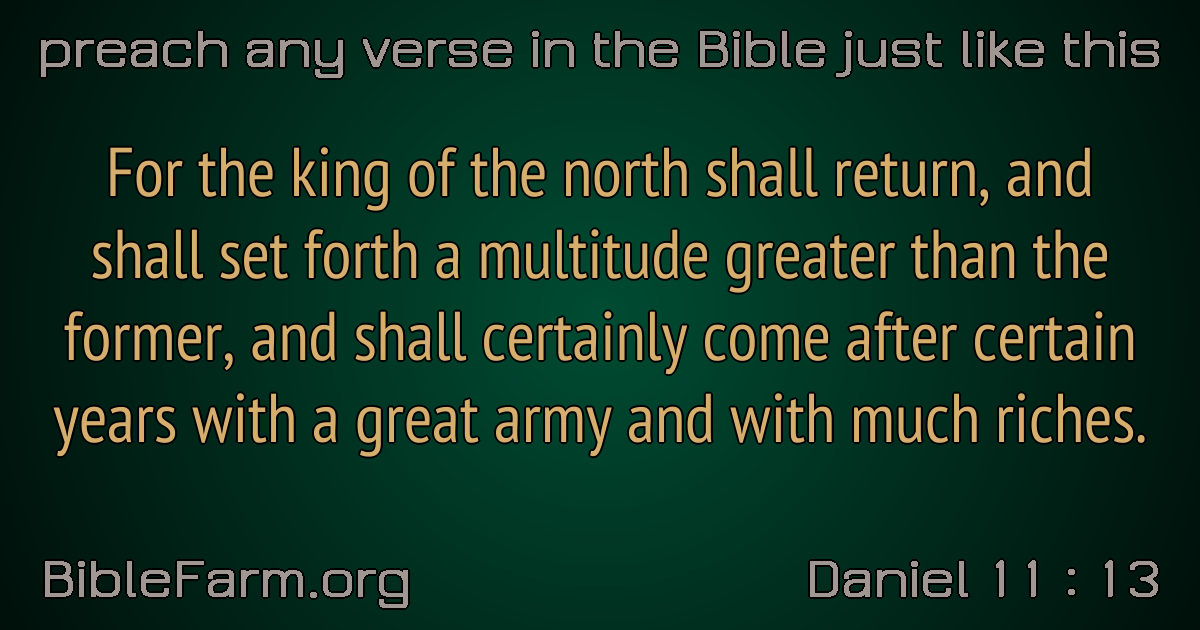 preach any verse in the Bible just like this
For the king of the north shall return, and
shall set forth a multitude greater than the
former, and shall certainly come after certain
years with a great army and with much riches.
BibleFarm.org
Daniel 11 : 13